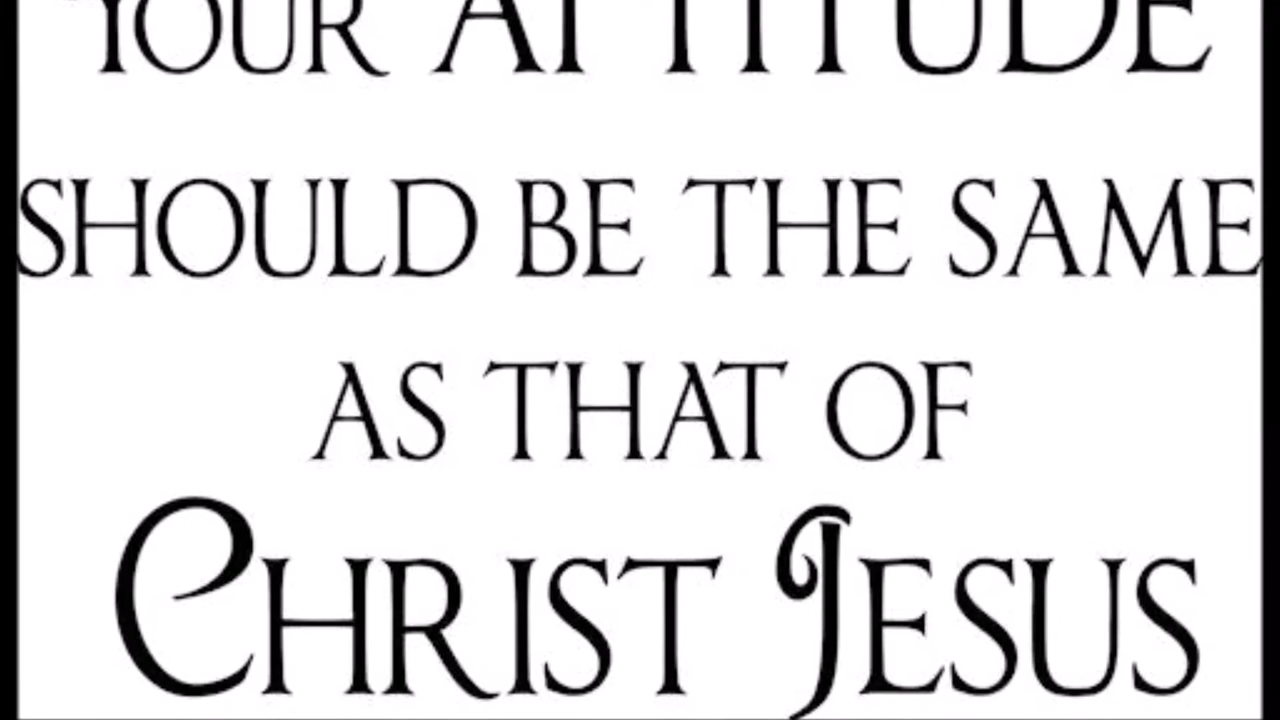 YOUR ATTITUDE
SHOULD BE THE SAME
AS THAT OF
CHRIST JESUS